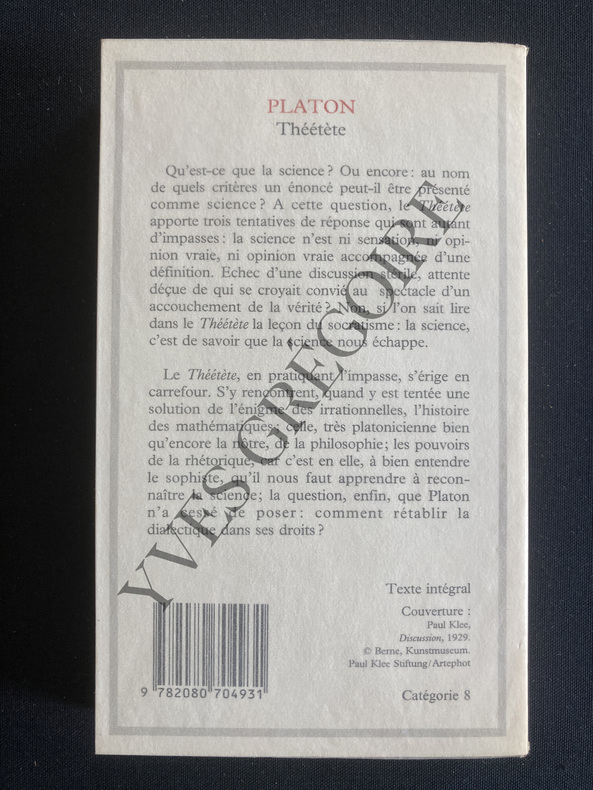 PLATON
Théétète
Qu'est-ce que la science? Ou encore: au nom
de quels critères un énoncé peut-il être présenté
comme science? A cette question, le Théétète
apporte trois tentatives de réponse qui sont autant
d'impasses: la science n'est ni sensation, ni opi-
nion vraie, ni opinion vraie accompagnée d'une
définition. Echec d'une discussion stérile, attente
déçue de qui se croyait convié au spectacle d'un
accouchement de la vérité? Non, si l'on sait lire
dans le Théétète la leçon du socratisme: la science,
c'est de savoir que la science nous échappe.
Le Théétète, en pratiquant l'impasse, s'érige en
carrefour. S'y rencontrent, quand y est tentée une
solution de l'énigme des irrationnelles, l'histoire
des mathématiques; celle, très platonicienne bien
qu'encore la nôtre, de la philosophie; les pouvoirs
de la rhétorique, car c'est en elle, à bien entendre
le sophiste, qu'il nous faut apprendre à recon-
naître la science; la question, enfin, que Platon
n'a cessé de poser: comment rétablir la
dialectique dans ses droits?
Texte intégral
Couverture :
Paul Klee,
Discussion, 1929.
© Berne, Kunstmuseum.
Paul Klee Stiftung/Artephot
9 782080 704931
Catégorie 8
YVES GREGOIRE